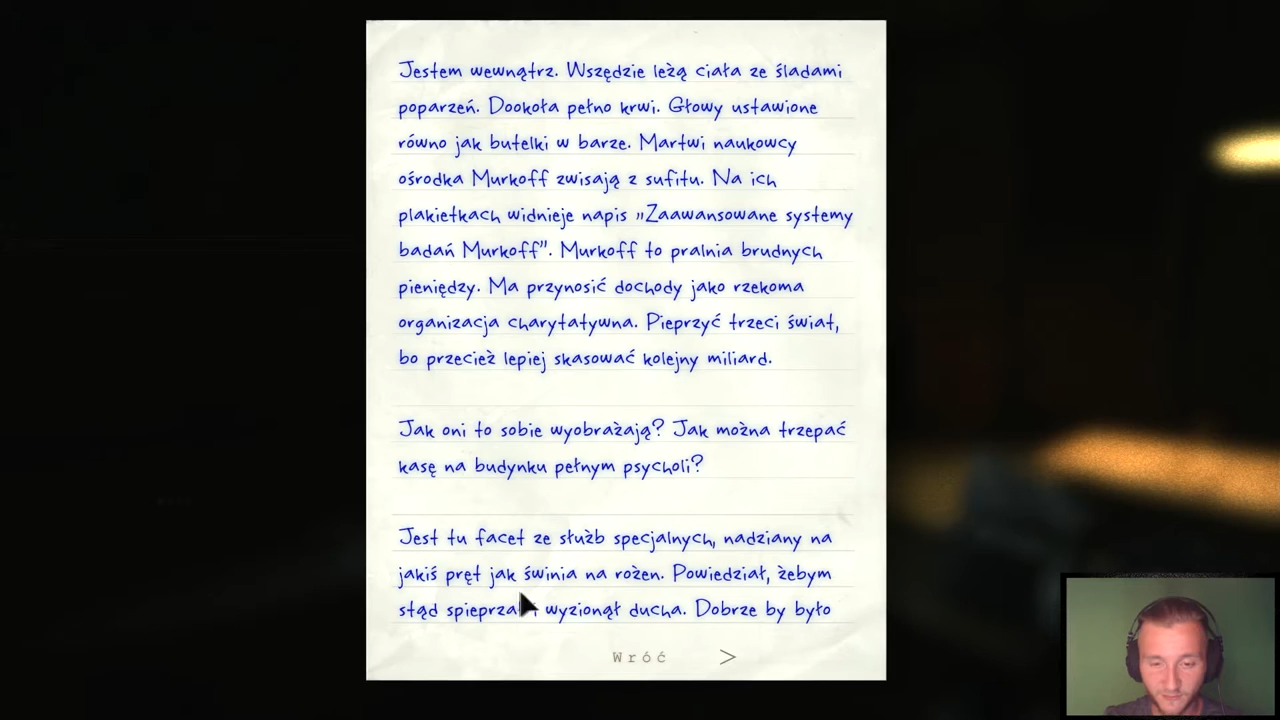 Jestem wewnątrz. Wszędzie leżą ciała ze śladami
poparzeń. Dookoła pełno krwi. Głowy ustawione
równo jak butelki w barze. Martwi naukowcy
ośrodka Murkoff zwisają z sufitu. Na ich
plakietkach widnieje napis „Zaawansowane systemy
badań Murkoff”. Murkoff to pralnia brudnych
pieniędzy. Ma przynosić dochody jako rzekoma
organizacja charytatywna. Pieprzyć trzeci świat,
bo przecież lepiej skasować kolejny miliard.
Jak oni to sobie wyobrażają? Jak można trzepać
kasę na budynku pełnym psycholi?
Jest tu facet ze służb specjalnych, nadziany na
jakiś pręt jak świnia na rożen. Powiedział, żebym
stąd i wyzionął ducha. Dobrze by było
Wróć >